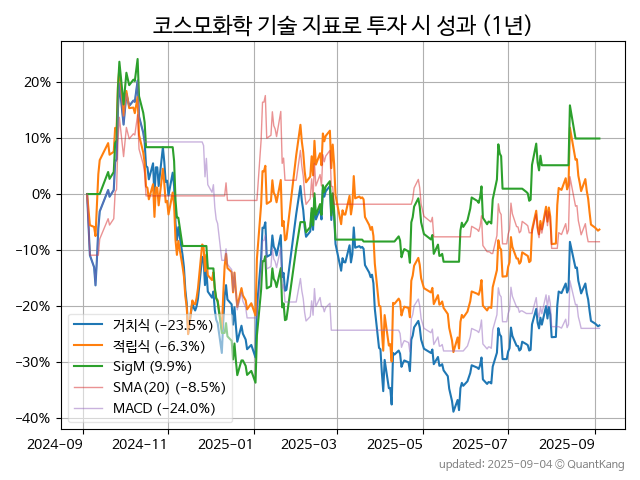 코스모화학 기술 지표로 투자 시 성과 (1년)
20%
10%
0%
−10%
−20%
−30%
−40%
거치식 (−23.5%)
적립식 (−6.3%)
SigM (9.9%)
SMA(20) (−8.5%)
MACD (−24.0%)
2024-09
2024-11
2025-01
2025-03
2025-05
2025-07
2025-09
updated: 2025-09-04 © QuantKang